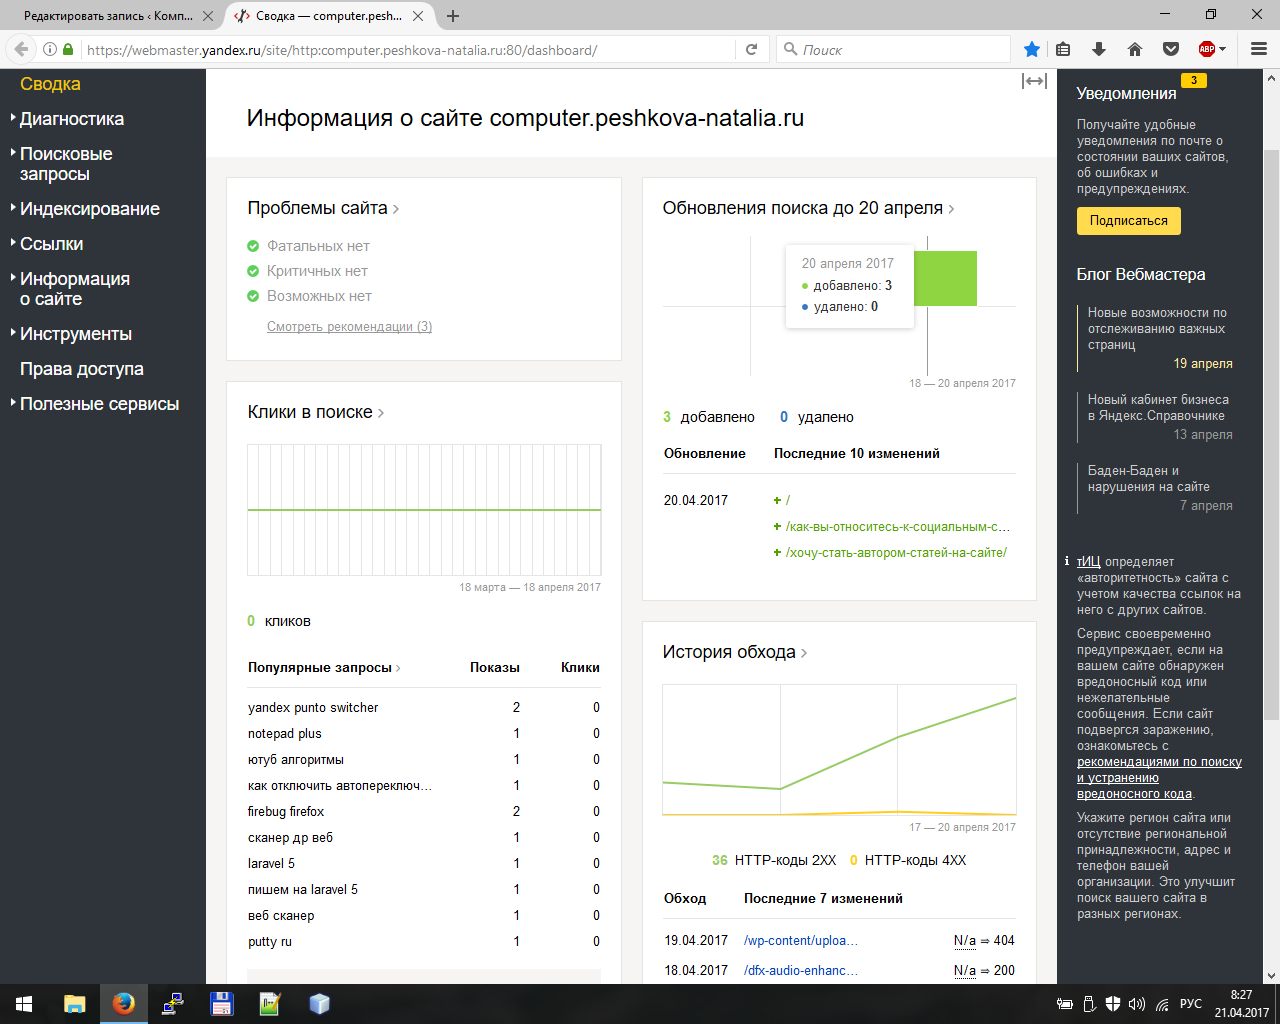 Редактировать запись ‹ Комп...
Сводка — computer.pesh...
https://webmaster.yandex.ru/site/http:computer.peshkova-natalia.ru:80/dashboard/
Поиск
ABP
Сводка
Диагностика
Поисковые
запросы
Индексирование
Ссылки
Информация
о сайте
Инструменты
Права доступа
Полезные сервисы
Информация о сайте computer.peshkova-natalia.ru
Проблемы сайта
Фатальных нет
Критичных нет
Возможных нет
Смотреть рекомендации (3)
Клики в поиске
18 марта — 18 апреля 2017
0 кликов
Популярные запросы Показы Клики
yandex punto switcher 2 0
notepad plus 1 0
ютуб алгоритмы 1 0
как отключить автопереключ... 1 0
firebug firefox 2 0
сканер др веб 1 0
laravel 5 1 0
пишем на laravel 5 1 0
веб сканер 1 0
putty ru 1 0
Обновления поиска до 20 апреля
20 апреля 2017
добавлено: 3
удалено: 0
18 — 20 апреля 2017
3 добавлено 0 удалено
Обновление Последние 10 изменений
20.04.2017 + /
+ /как-вы-относитесь-к-социальным-с...
+ /хочу-стать-автором-статей-на-сайте/
История обхода
17 — 20 апреля 2017
36 HTTP-коды 2XX 0 HTTP-коды 4XX
Обход Последние 7 изменений
19.04.2017 /wp-content/uploa... N/a ⇒ 404
18.04.2017 /dfx-audio-enhanc... N/a ⇒ 200
Уведомления 3
Получайте удобные
уведомления по почте о
состоянии ваших сайтов,
об ошибках и
предупреждениях.
Подписаться
Блог Вебмастера
Новые возможности по
отслеживанию важных
страниц
19 апреля
Новый кабинет бизнеса
в Яндекс.Справочнике
13 апреля
Баден-Баден и
нарушения на сайте
7 апреля
тИЦ определяет
«авторитетность» сайта с
учетом качества ссылок на
него с других сайтов.
Сервис своевременно
предупреждает, если на
вашем сайте обнаружен
вредоносный код или
нежелательные
сообщения. Если сайт
подвергся заражению,
ознакомьтесь с
рекомендациями по поиску
и устранению
вредоносного кода.
Укажите регион сайта или
отсутствие региональной
принадлежности, адрес и
телефон вашей
организации. Это улучшит
поиск вашего сайта в
разных регионах.
РУС
8:27
21.04.2017